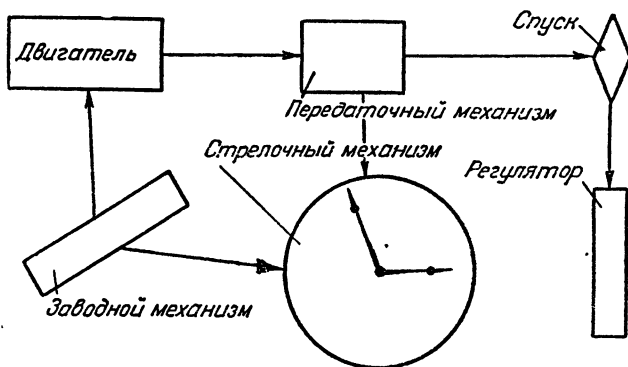 Двигатель
Спуск
Передаточный механизм
Стрелочный механизм
Регулятор
Заводной механизм